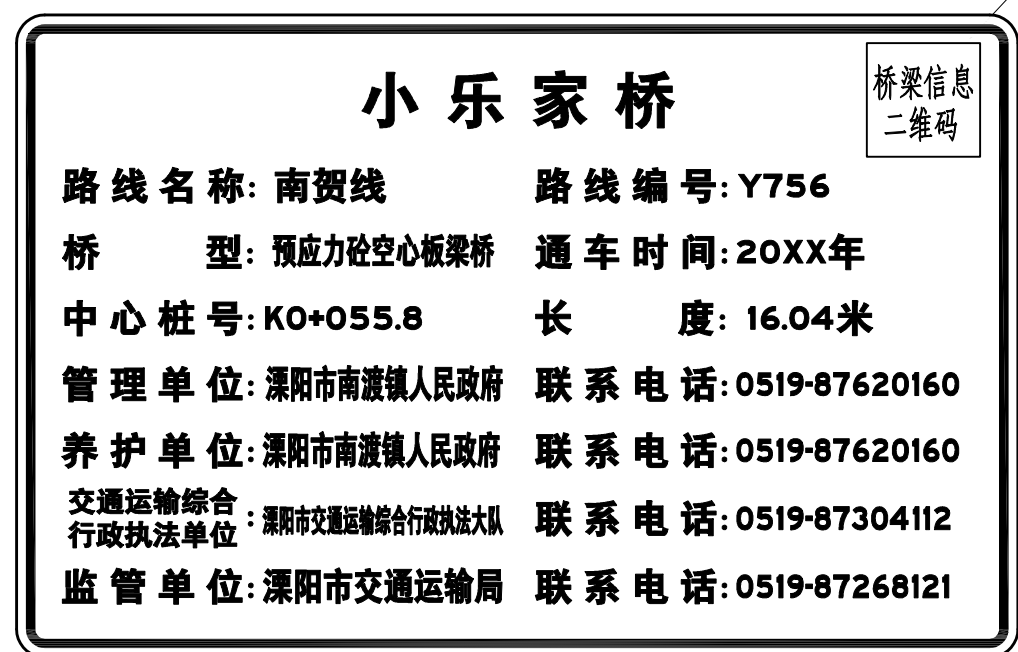 小乐家桥
桥梁信息
二维码
路线名称: 南贺线 路线编号: Y756
桥型: 预应力砼空心板梁桥 通车时间: 20XX年
中心桩号: K0+055.8 长度: 16.04米
管理单位: 溧阳市南渡镇人民政府 联系电话: 0519-87620160
养护单位: 溧阳市南渡镇人民政府 联系电话: 0519-87620160
交通运输综合
行政执法单位: 溧阳市交通运输综合行政执法大队 联系电话: 0519-87304112
监管单位: 溧阳市交通运输局 联系电话: 0519-87268121